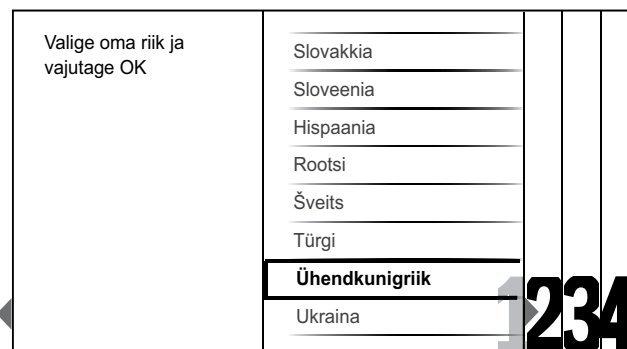 Valige oma riik ja
vajutage OK
Slovakkia
Sloveenia
Hispaania
Rootsi
Šveits
Türgi
Ühendkunigriik
Ukraina
1234